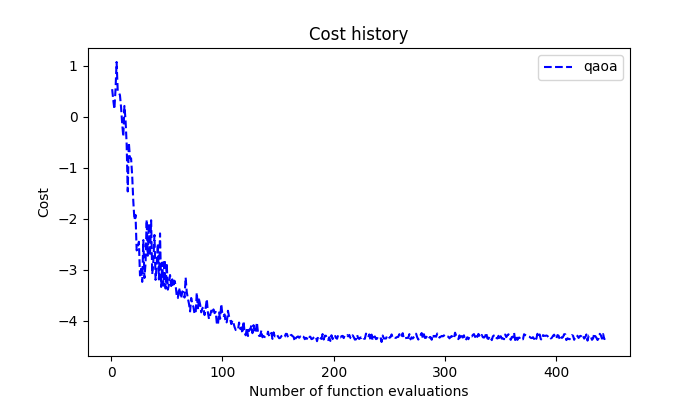 Cost history
qaoa
1
0
−1
−2
−3
−4
Cost
0 100 200 300 400
Number of function evaluations